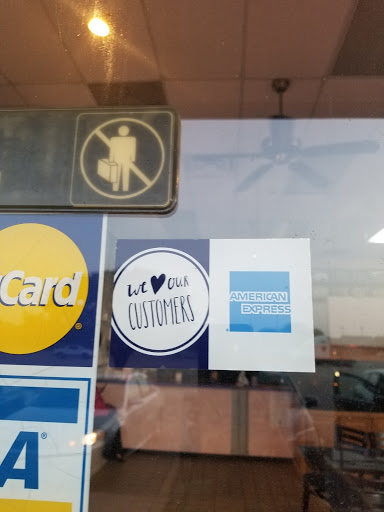 Card
we ♥ our
CUSTOMERS
AMERICAN
EXPRESS
A